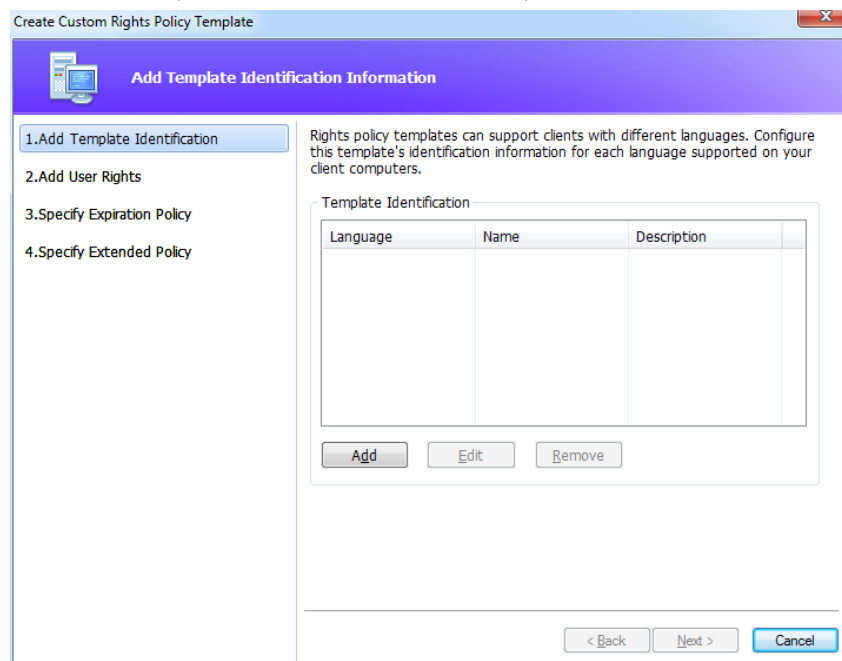 Create Custom Rights Policy Template
Add Template Identification Information
1.Add Template Identification
2.Add User Rights
3.Specify Expiration Policy
4.Specify Extended Policy
Rights policy templates can support clients with different languages. Configure
this template's identification information for each language supported on your
client computers.
Template Identification
Language Name Description
Add Edit Remove
< Back Next > Cancel